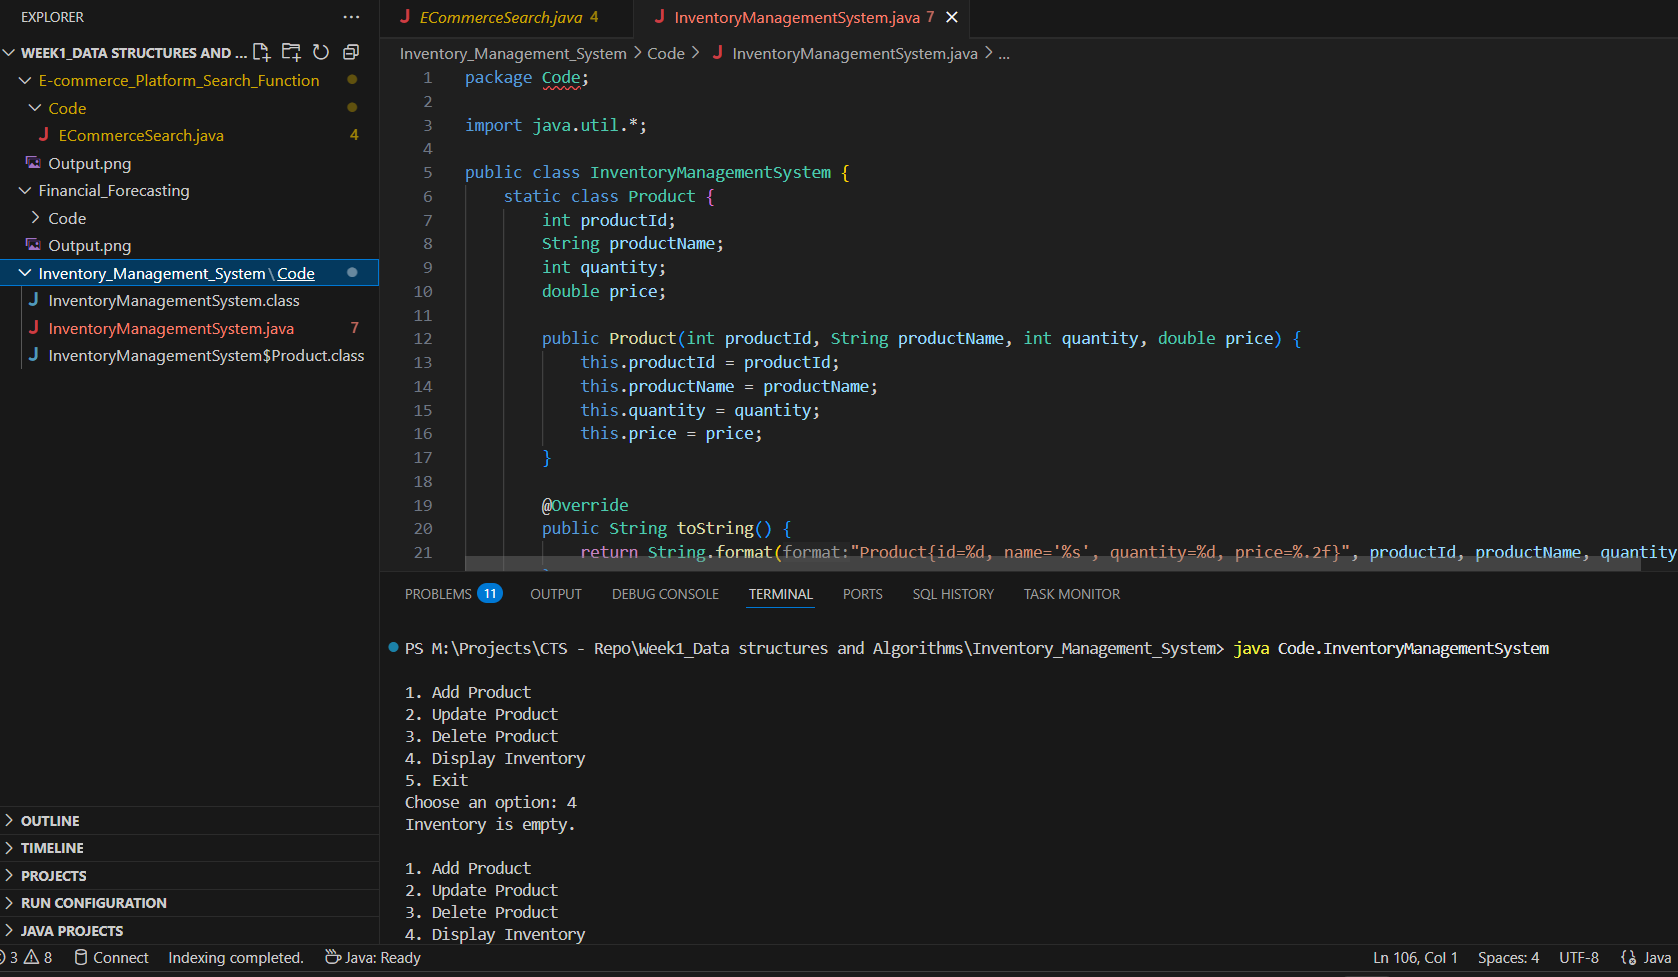 EXPLORER
WEEK1_DATA STRUCTURES AND ...
E-commerce_Platform_Search_Function
Code
ECommerceSearch.java 4
Output.png
Financial_Forecasting
Code
Output.png
Inventory_Management_System\Code
InventoryManagementSystem.class
InventoryManagementSystem.java 7
InventoryManagementSystem$Product.class
OUTLINE
TIMELINE
PROJECTS
RUN CONFIGURATION
JAVA PROJECTS
ECommerceSearch.java 4
InventoryManagementSystem.java 7
Inventory_Management_System > Code > InventoryManagementSystem.java > ...
1 package Code;
2
3 import java.util.*;
4
5 public class InventoryManagementSystem {
6 static class Product {
7 int productId;
8 String productName;
9 int quantity;
10 double price;
11
12 public Product(int productId, String productName, int quantity, double price) {
13 this.productId = productId;
14 this.productName = productName;
15 this.quantity = quantity;
16 this.price = price;
17 }
18
19 @Override
20 public String toString() {
21 return String.format(format:"Product{id=%d, name='%s', quantity=%d, price=%.2f}", productId, productName, quantity
PROBLEMS 11 OUTPUT DEBUG CONSOLE TERMINAL PORTS SQL HISTORY TASK MONITOR
PS M:\Projects\CTS - Repo\Week1_Data structures and Algorithms\Inventory_Management_System> java Code.InventoryManagementSystem
1. Add Product
2. Update Product
3. Delete Product
4. Display Inventory
5. Exit
Choose an option: 4
Inventory is empty.
1. Add Product
2. Update Product
3. Delete Product
4. Display Inventory
3 8 Connect Indexing completed. Java: Ready
Ln 106, Col 1 Spaces: 4 UTF-8 Java